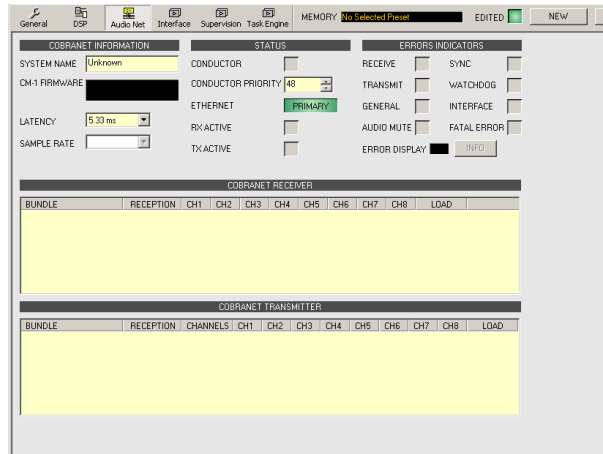 General DSP Audio Net Interface Supervision Task Engine MEMORY No Selected Preset EDITED NEW
COBRANET INFORMATION STATUS ERRORS INDICATORS
SYSTEM NAME Unknown CONDUCTOR RECEIVE SYNC
CM-1 FIRMWARE CONDUCTOR PRIORITY 48 TRANSMIT WATCHDOG
ETHERNET PRIMARY GENERAL INTERFACE
LATENCY 5.33 ms RX ACTIVE AUDIO MUTE FATAL ERROR
SAMPLE RATE TX ACTIVE ERROR DISPLAY INFO
COBRANET RECEIVER
BUNDLE RECEPTION CH1 CH2 CH3 CH4 CH5 CH6 CH7 CH8 LOAD
COBRANET TRANSMITTER
BUNDLE RECEPTION CHANNELS CH1 CH2 CH3 CH4 CH5 CH6 CH7 CH8 LOAD